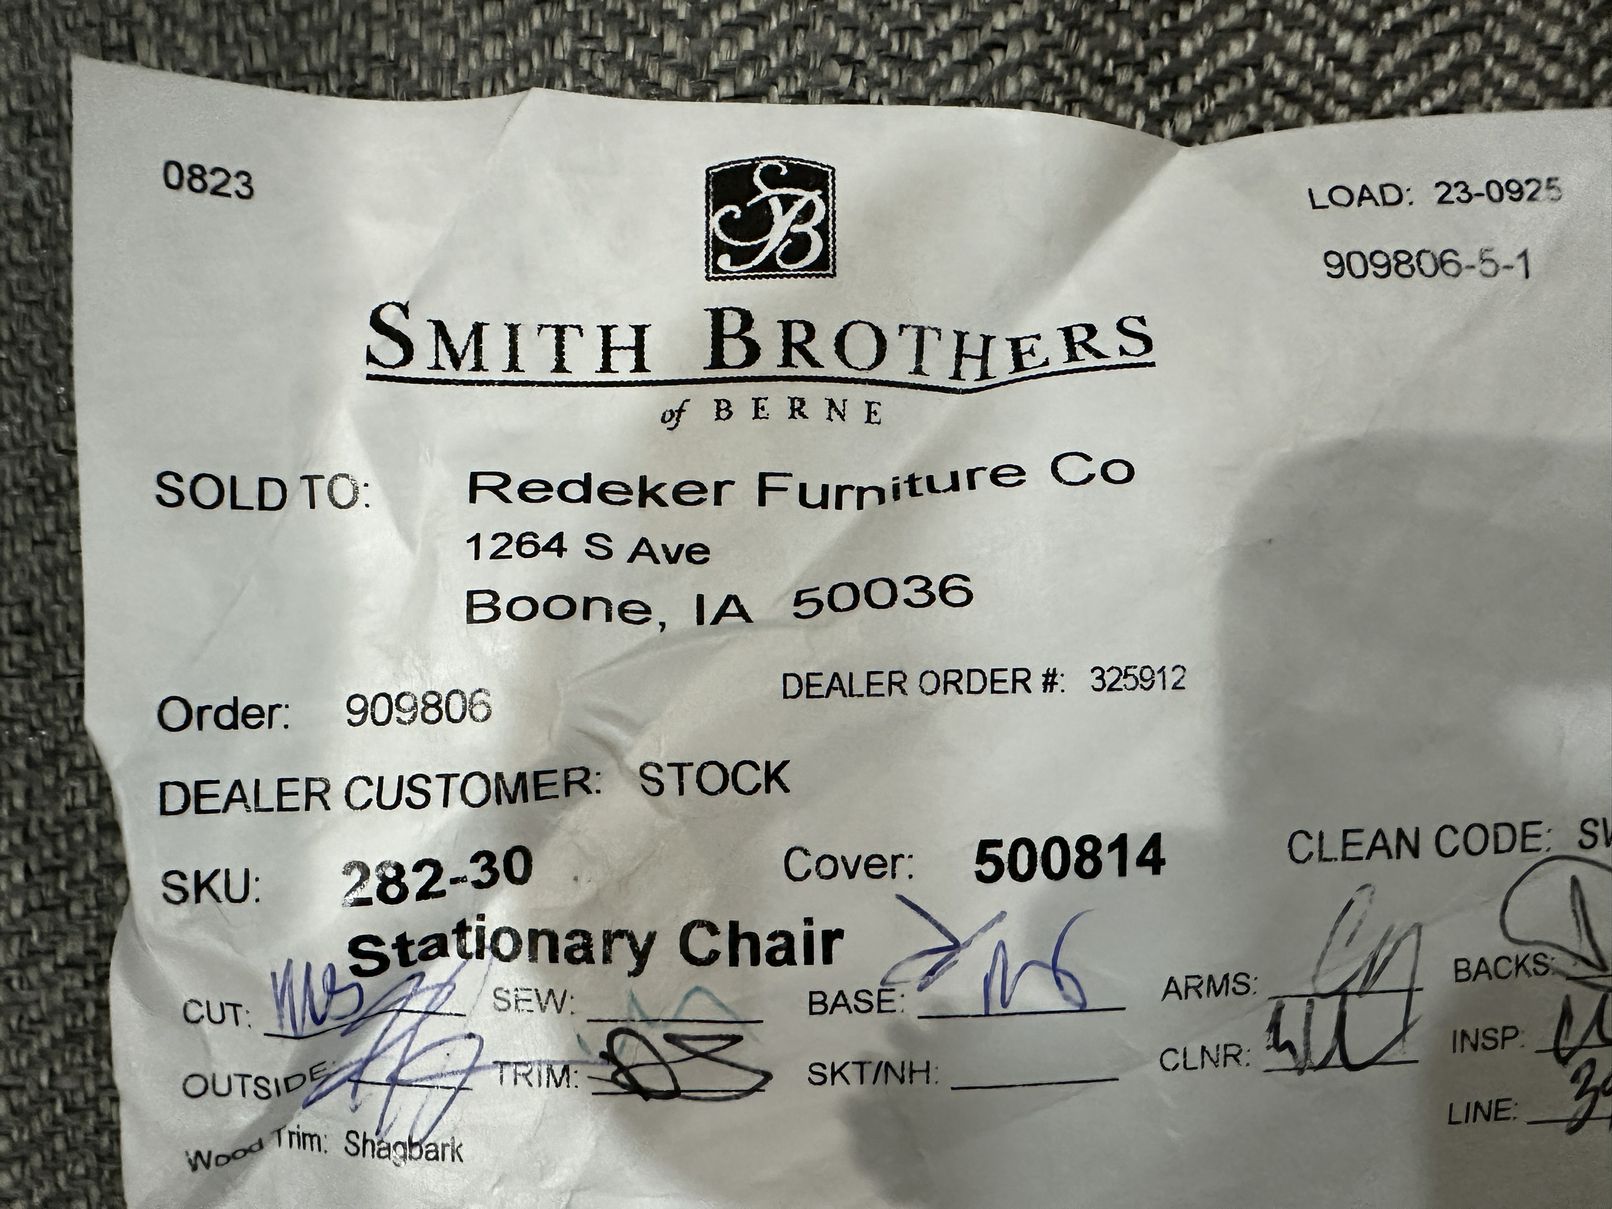 0823
LOAD: 23-0925
909806-5-1
SB
SMITH BROTHERS
of BERNE
SOLD TO: Redeker Furniture Co
1264 S Ave
Boone, IA 50036
DEALER ORDER #: 325912
Order: 909806
DEALER CUSTOMER: STOCK
SKU: 282-30 Cover: 500814 CLEAN CODE:
Stationary Chair
CUT: SEW: BASE: ARMS: BACKS:
OUTSIDE: TRIM: SKT/NH: CLNR: INSP:
LINE:
Wood Trim: Shagbark